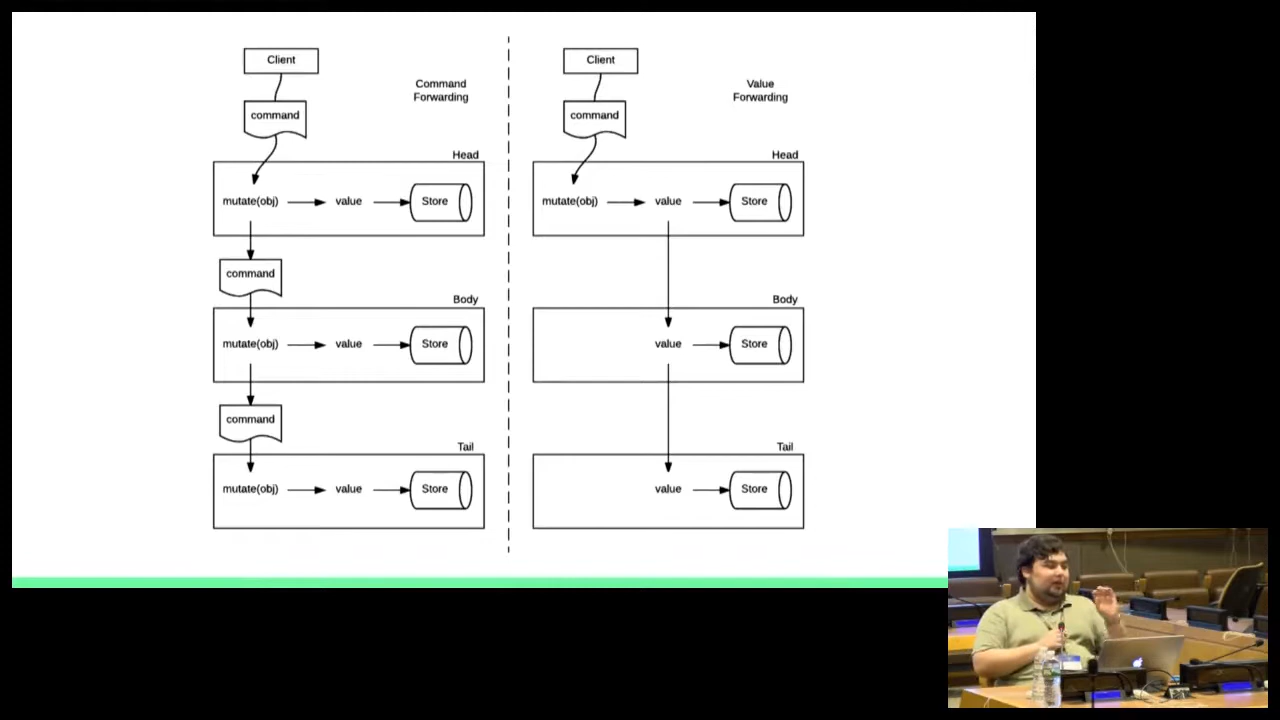 Client
Command
Forwarding
command
Head
mutate(obj)
value
Store
command
Body
mutate(obj)
value
Store
command
Tail
mutate(obj)
value
Store
Client
Value
Forwarding
command
Head
mutate(obj)
value
Store
Body
value
Store
Tail
value
Store